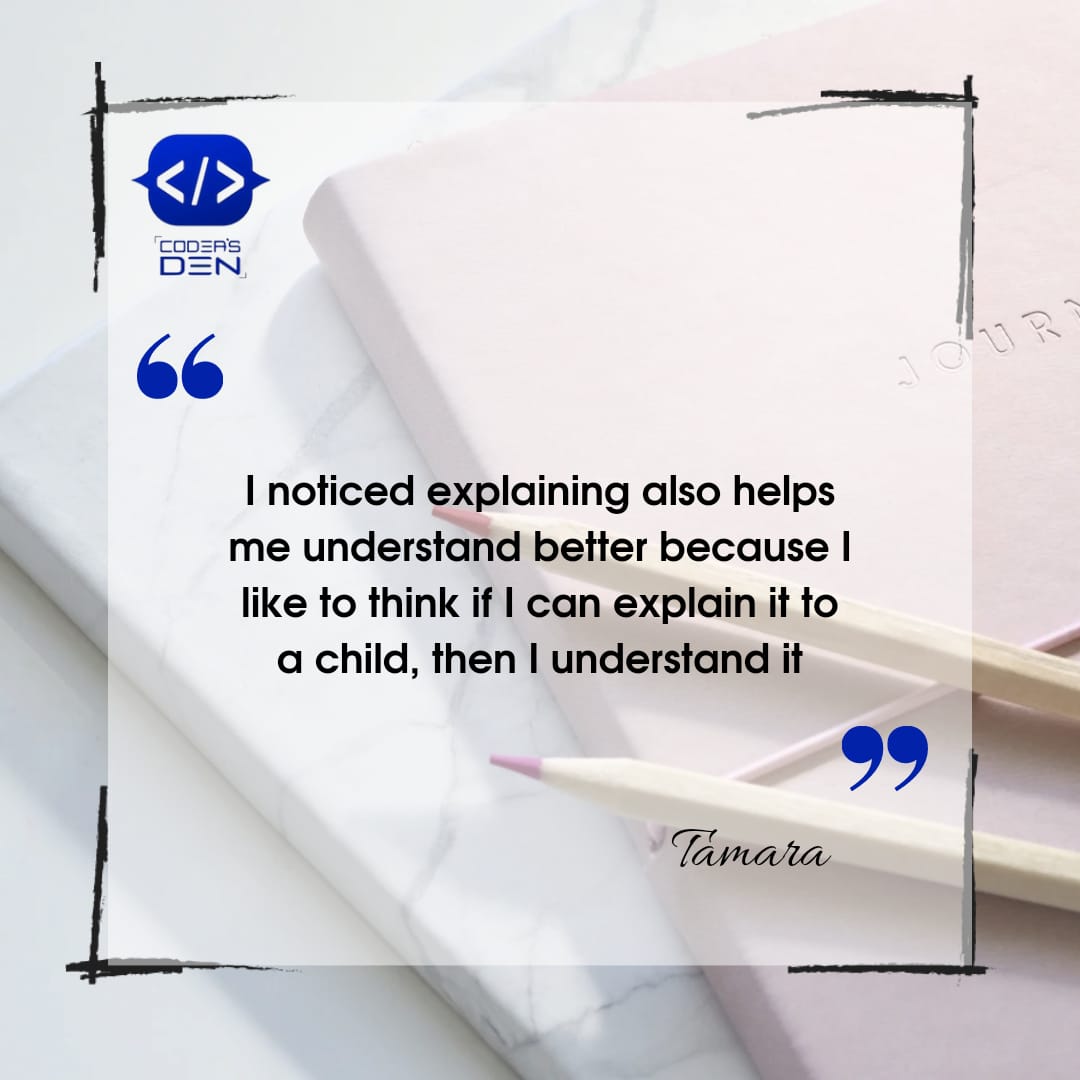 </>
CODER'S
DEN
“
JOURN
I noticed explaining also helps
me understand better because I
like to think if I can explain it to
a child, then I understand it
”
Tamara